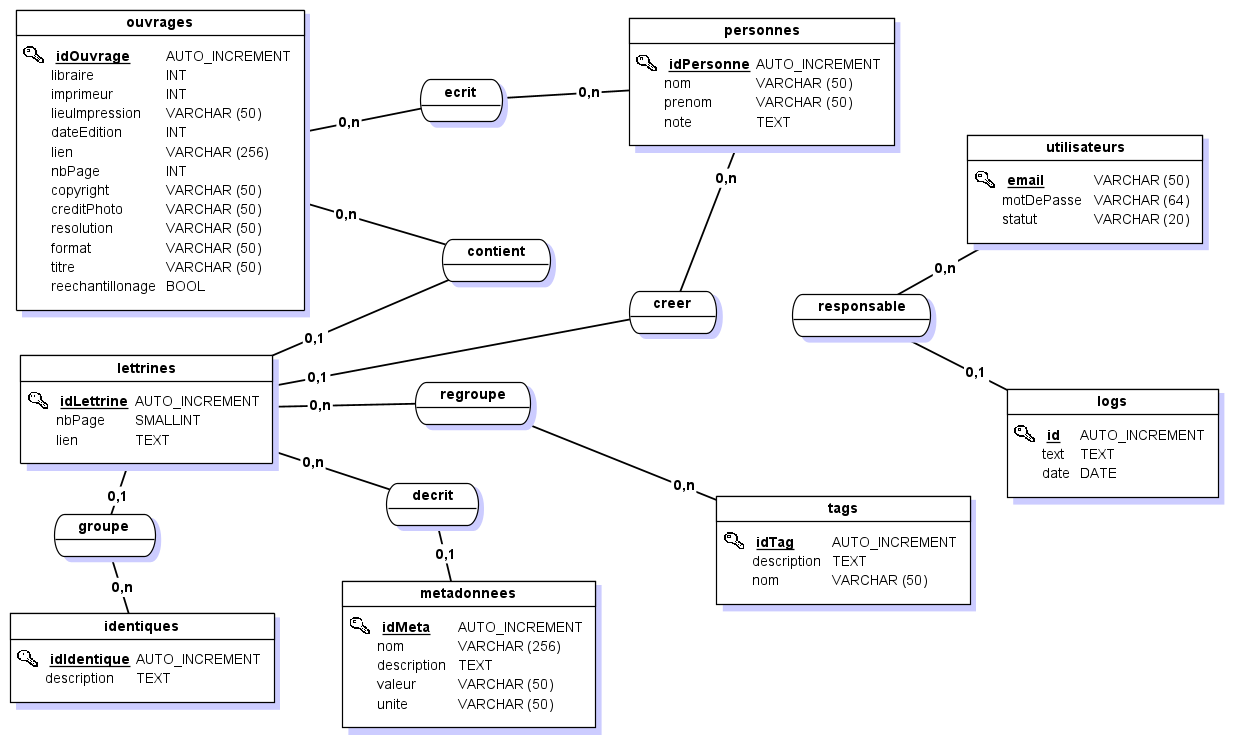 ouvrages
idOuvrage AUTO_INCREMENT
libraire INT
imprimeur INT
lieuImpression VARCHAR (50)
dateEdition INT
lien VARCHAR (256)
nbPage INT
copyright VARCHAR (50)
creditPhoto VARCHAR (50)
resolution VARCHAR (50)
format VARCHAR (50)
titre VARCHAR (50)
reechantillonage BOOL
0,n
ecrit
0,n
personnes
idPersonne AUTO_INCREMENT
nom VARCHAR (50)
prenom VARCHAR (50)
note TEXT
0,n
contient
0,1
0,n
creer
0,1
utilisateurs
email VARCHAR (50)
motDePasse VARCHAR (64)
statut VARCHAR (20)
0,n
responsable
0,1
logs
id AUTO_INCREMENT
text TEXT
date DATE
lettrines
idLettrine AUTO_INCREMENT
nbPage SMALLINT
lien TEXT
0,n
regroupe
0,n
tags
idTag AUTO_INCREMENT
description TEXT
nom VARCHAR (50)
0,n
decrit
0,1
metadonnees
idMeta AUTO_INCREMENT
nom VARCHAR (256)
description TEXT
valeur VARCHAR (50)
unite VARCHAR (50)
0,1
groupe
0,n
identiques
idIdentique AUTO_INCREMENT
description TEXT